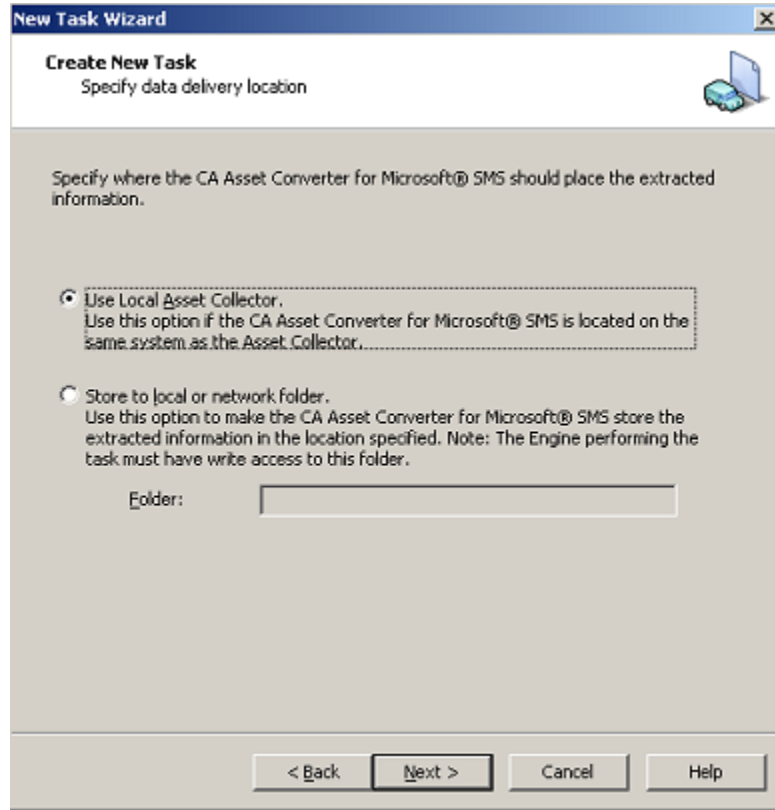 New Task Wizard
Create New Task
Specify data delivery location
Specify where the CA Asset Converter for Microsoft® SMS should place the extracted
information.
Use Local Asset Collector.
Use this option if the CA Asset Converter for Microsoft® SMS is located on the
same system as the Asset Collector.
Store to local or network folder.
Use this option to make the CA Asset Converter for Microsoft® SMS store the
extracted information in the location specified. Note: The Engine performing the
task must have write access to this folder.
Folder:
< Back Next > Cancel Help